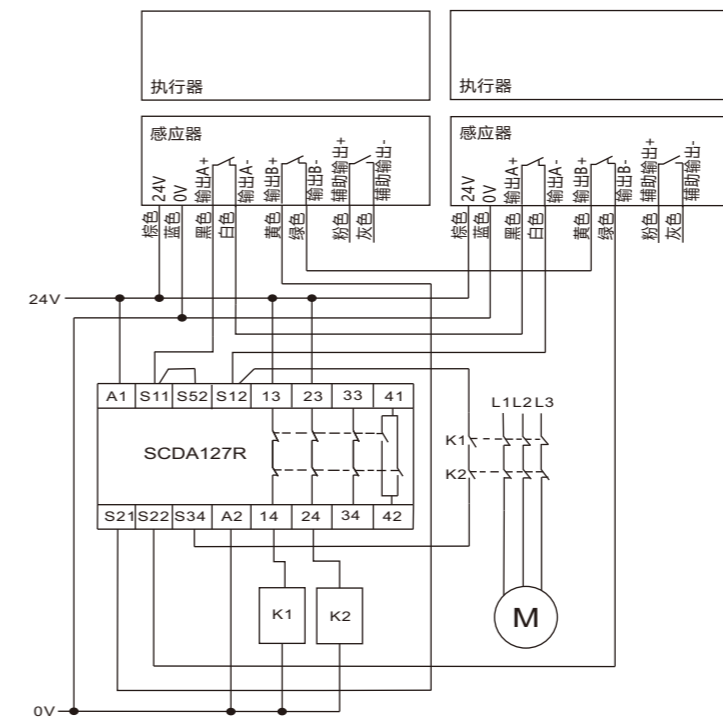 执行器
执行器
感应器
24V
0V
输出A+
输出A-
输出B+
输出B-
辅助输出+
辅助输出-
感应器
24V
0V
输出A+
输出A-
输出B+
输出B-
辅助输出+
辅助输出-
棕色
蓝色
黑色
白色
黄色
绿色
粉色
灰色
棕色
蓝色
黑色
白色
黄色
绿色
粉色
灰色
24V
A1 S11 S52 S12 13 23 33 41
L1 L2 L3
K1
SCDA127R
K2
S21 S22 S34 A2 14 24 34 42
K1
K2
M
0V